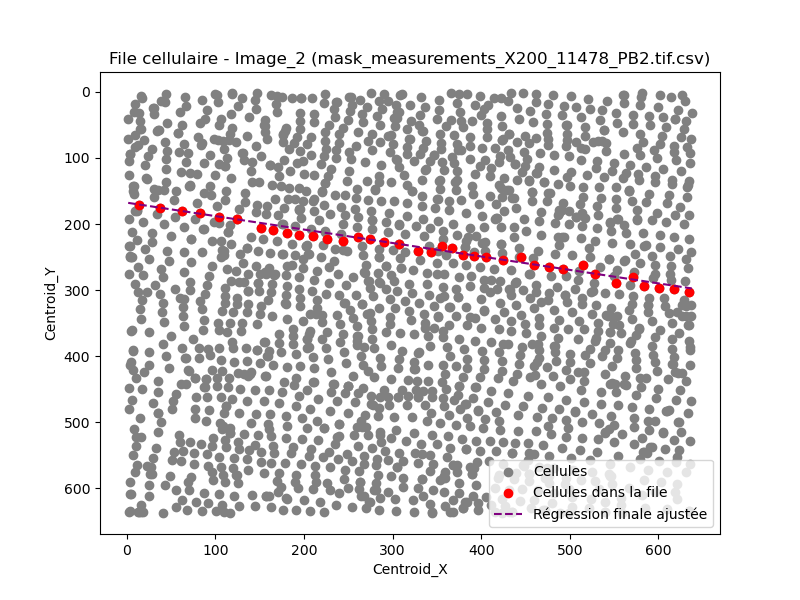 File cellulaire - Image_2 (mask_measurements_X200_11478_PB2.tif.csv)
0
100
200
300
400
500
600
Centroid_Y
Cellules
Cellules dans la file
Régression finale ajustée
0 100 200 300 400 500 600
Centroid_X